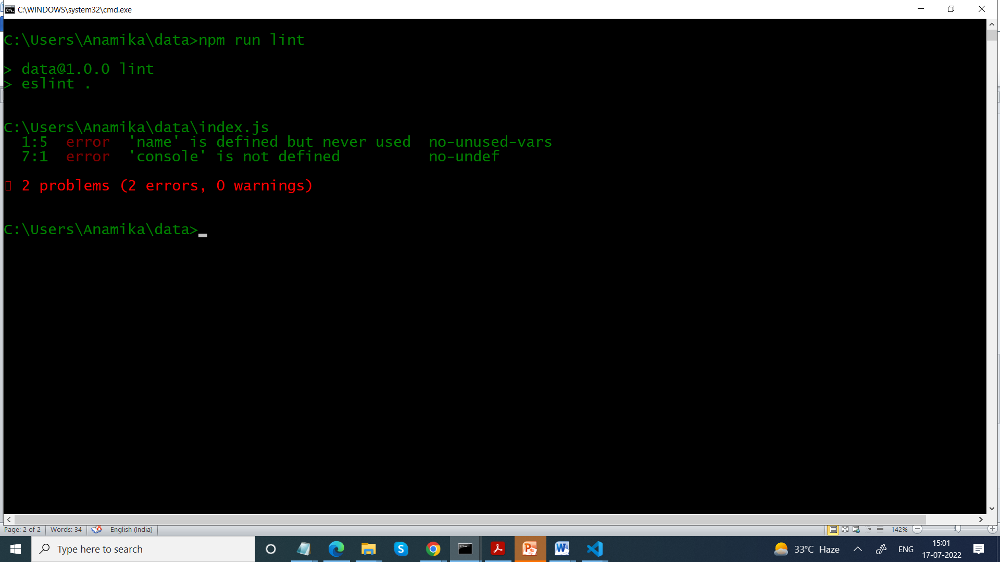 C:\WINDOWS\system32\cmd.exe
C:\Users\Anamika\data>npm run lint
> data@1.0.0 lint
> eslint .
C:\Users\Anamika\data\index.js
1:5 error 'name' is defined but never used no-unused-vars
7:1 error 'console' is not defined no-undef
2 problems (2 errors, 0 warnings)
C:\Users\Anamika\data>
Page: 2 of 2 Words: 34 English (India) 142%
Type here to search 33°C Haze ENG 15:01
17-07-2022